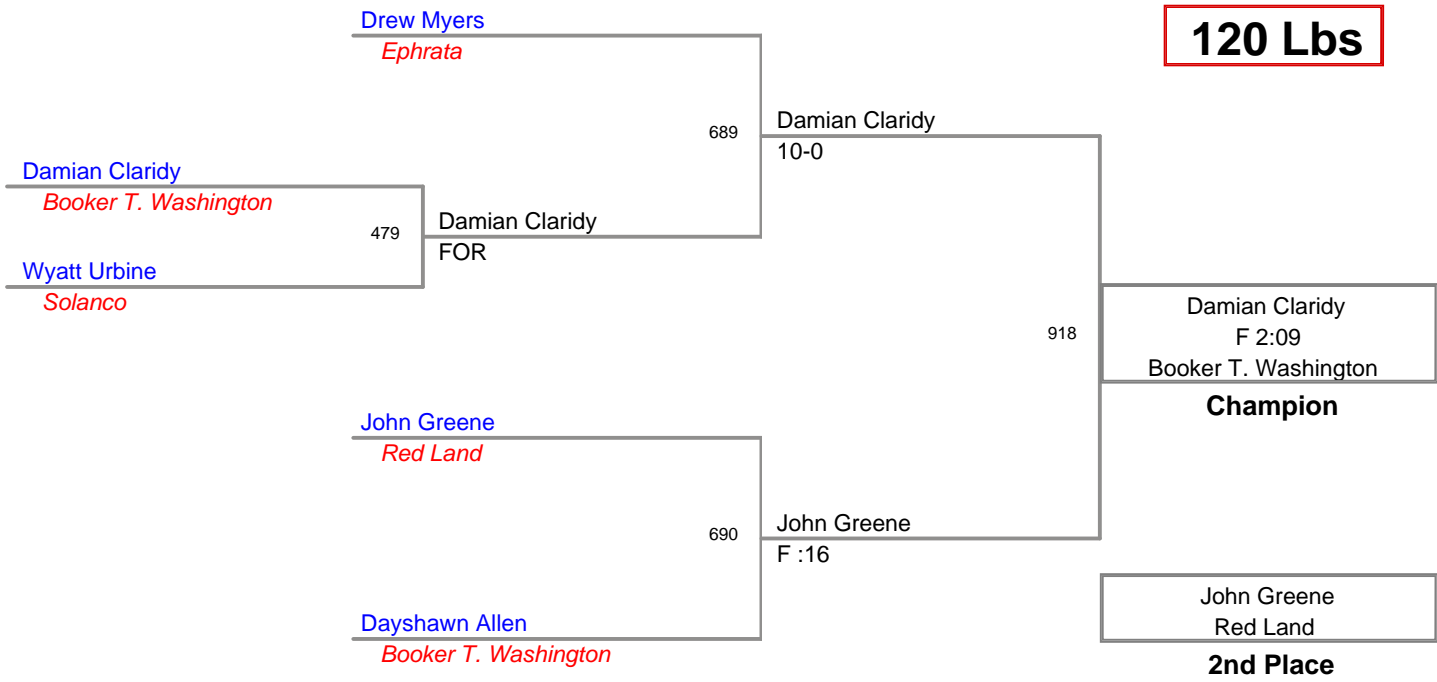 Drew Myers
Ephrata
120 Lbs
689
Damian Claridy
10-0
Damian Claridy
Booker T. Washington
479
Damian Claridy
FOR
Wyatt Urbine
Solanco
918
Damian Claridy
F 2:09
Booker T. Washington
Champion
John Greene
Red Land
690
John Greene
F :16
Dayshawn Allen
Booker T. Washington
John Greene
Red Land
2nd Place